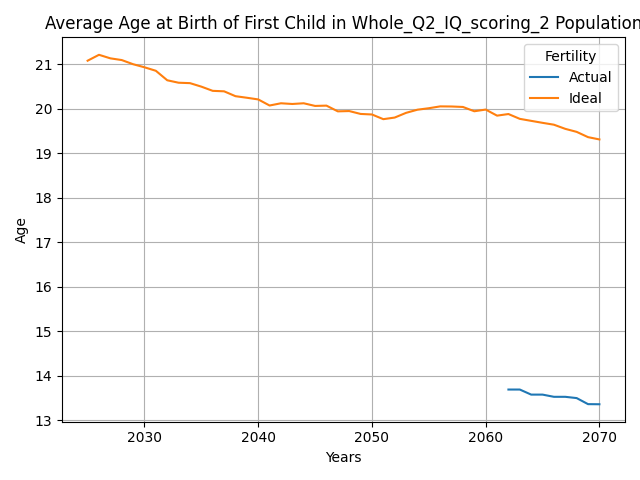 Average Age at Birth of First Child in Whole_Q2_IQ_scoring_2 Population
Fertility
Actual
Ideal
21
20
19
18
17
16
15
14
13
Age
2030
2040
2050
2060
2070
Years